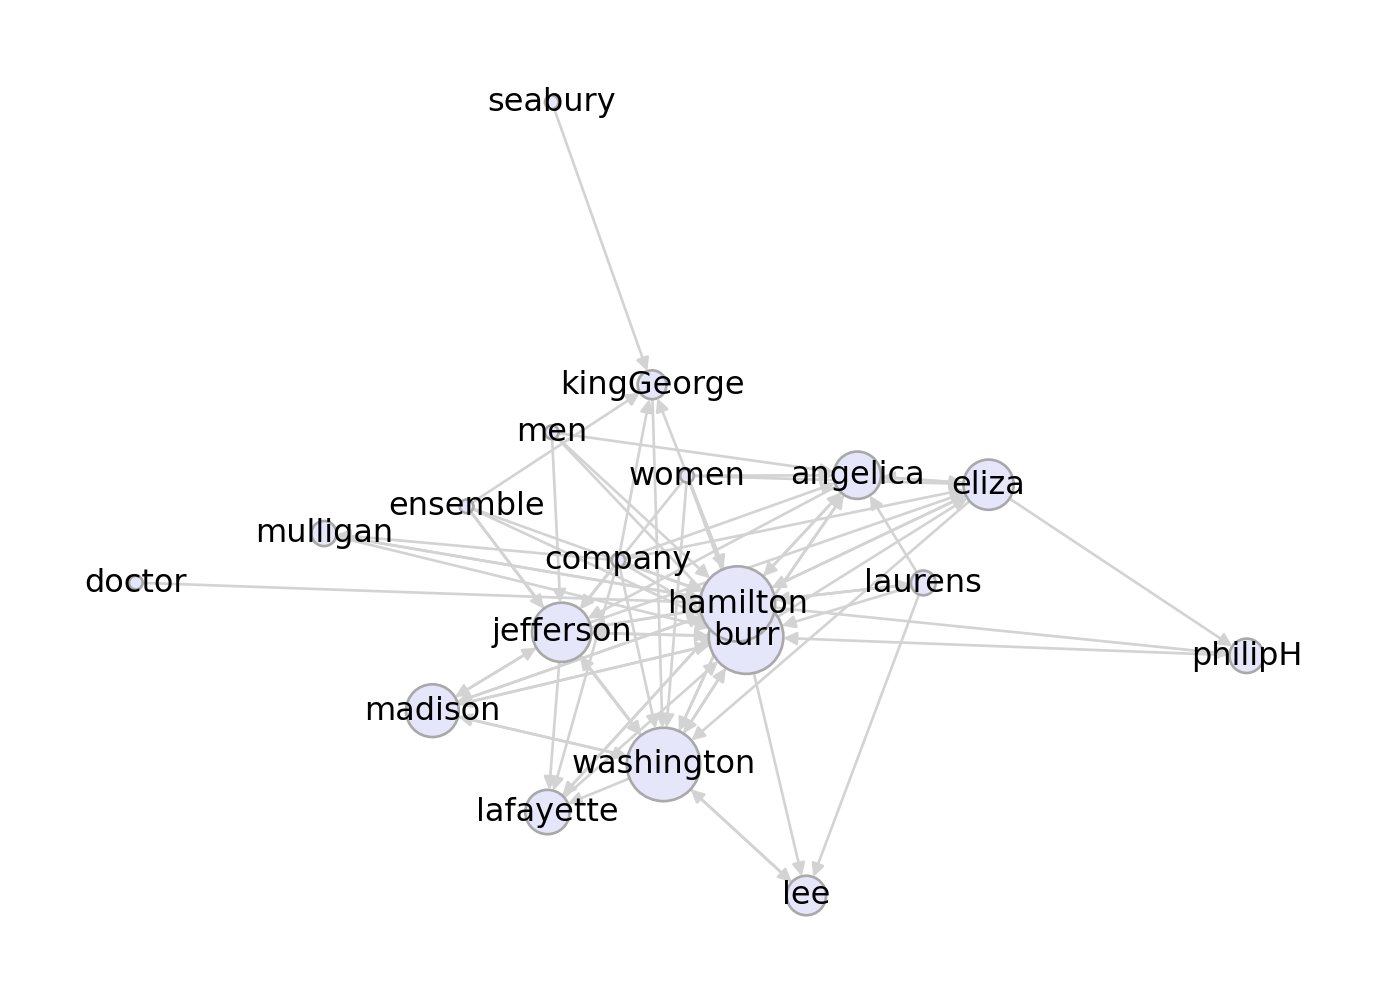 seabury
kingGeorge
men
women
angelica
eliza
ensemble
mulligan
company
doctor
laurens
hamilton
jefferson
burr
philipH
madison
washington
lafayette
lee